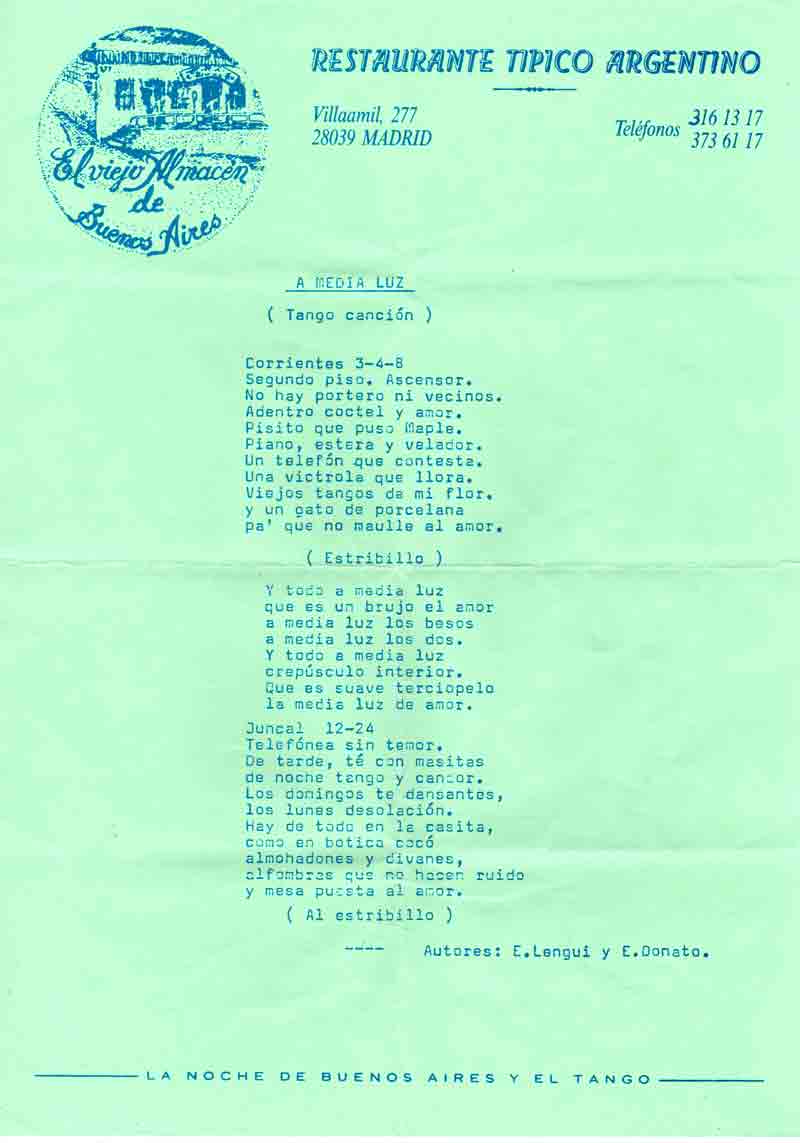 El viejo Almacén
de
Buenos Aires
RESTAURANTE TIPICO ARGENTINO
Villaamil, 277
28039 MADRID
Teléfonos 316 13 17
373 61 17
A MEDIA LUZ
( Tango canción )
Corrientes 3-4-8
Segundo piso. Ascensor.
No hay portero ni vecinos.
Adentro coctel y amor.
Pisito que puso Maple.
Piano, estera y velador.
Un telefón que contesta.
Una victrola que llora.
Viejos tangos de mi flor.
y un gato de porcelana
pa' que no maulle al amor.
( Estribillo )
Y todo a media luz
que es un brujo el amor
a media luz los besos
a media luz los dos.
Y todo a media luz
crepúsculo interior.
Que es suave terciopelo
la media luz de amor.
Juncal 12-24
Telefónea sin temor.
De tarde, té con masitas
de noche tango y cantor.
Los domingos te dansantes,
los lunes desolación.
Hay de todo en la casita,
como en botica cocó
almohadones y divanes,
alfombras que no hacen ruido
y mesa puesta al amor.
( Al estribillo )
---- Autores: E.Lengui y E.Donato.
LA NOCHE DE BUENOS AIRES Y EL TANGO